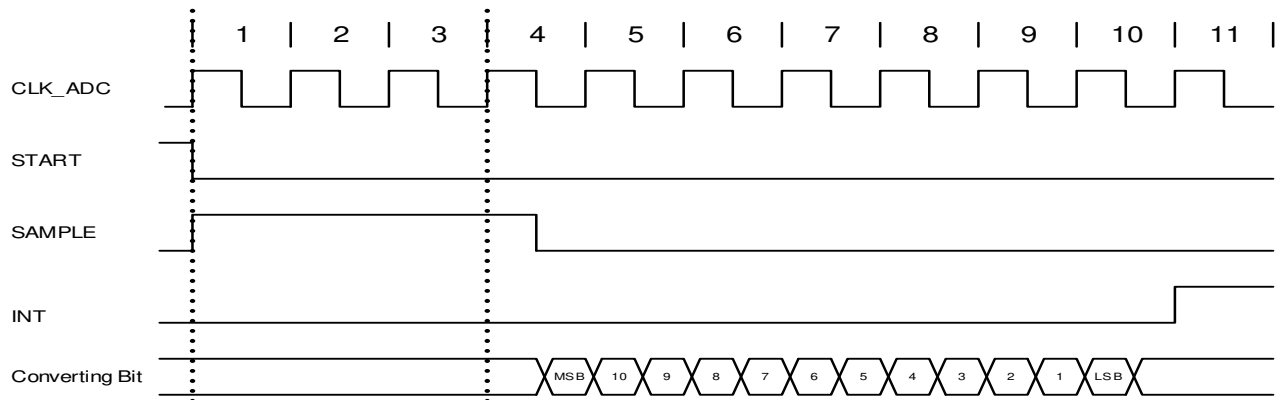 1 2 3 4 5 6 7 8 9 10 11
CLK_ADC
START
SAMPLE
INT
Converting Bit MSB 10 9 8 7 6 5 4 3 2 1 LSB